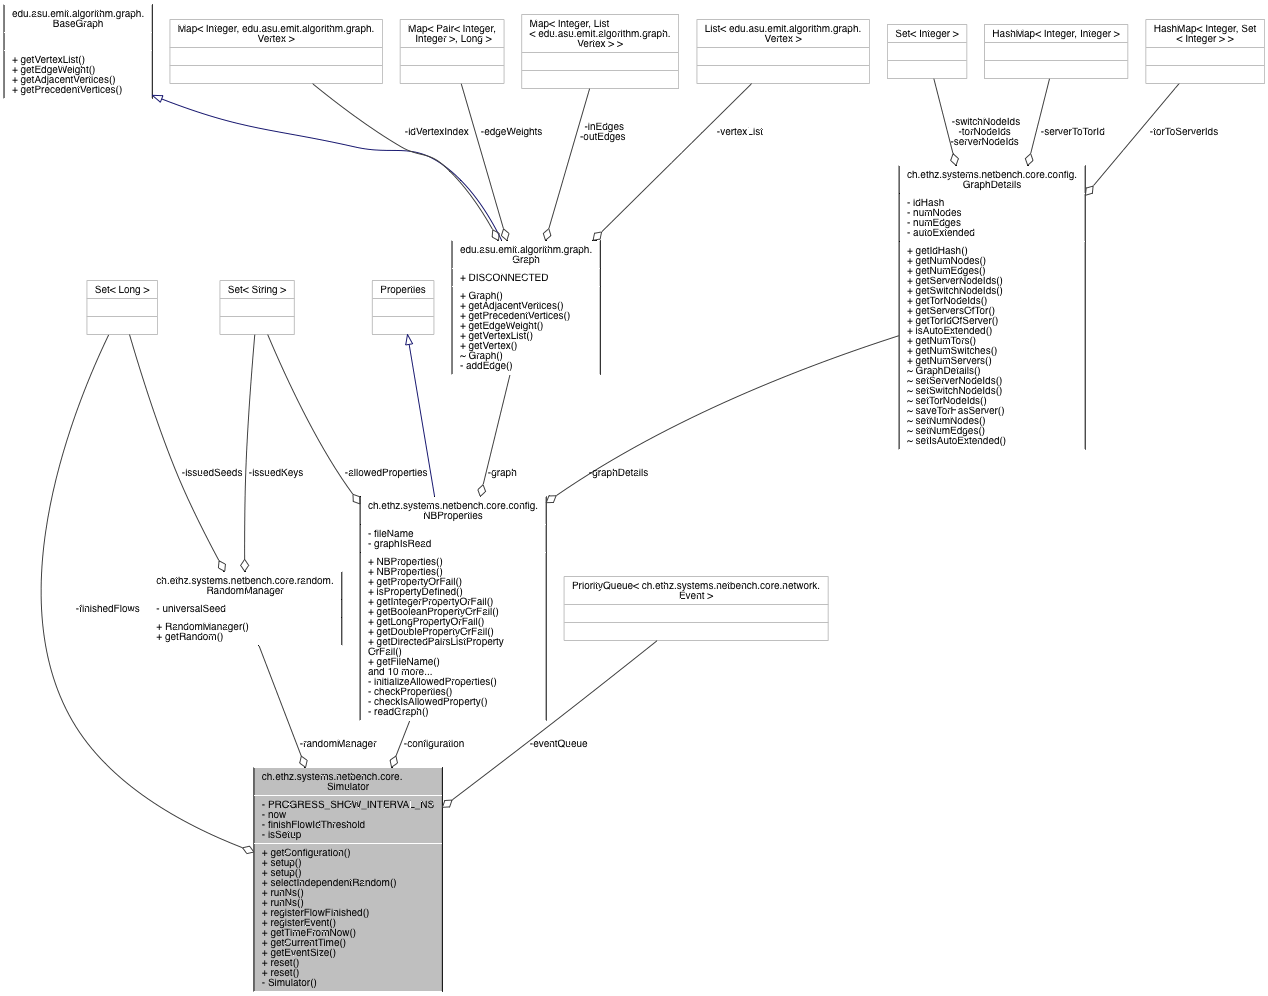 edu.asu.emit.algorithm.graph.
BaseGraph
+ getVertexList()
+ getEdgeWeight()
+ getAdjacentVertices()
+ getPrecedentVertices()
Map< Integer, edu.asu.emit.algorithm.graph.
Vertex >
Map< Pair< Integer,
Integer >, Long >
Map< Integer, List
< edu.asu.emit.algorithm.graph.
Vertex > >
List< edu.asu.emit.algorithm.graph.
Vertex >
Set< Integer >
HashMap< Integer, Integer >
HashMap< Integer, Set
< Integer > >
-idVertexIndex
-edgeWeights
-inEdges
-outEdges
-vertexList
-switchNodeIds
-torNodeIds
-serverNodeIds
-serverToTorId
-torToServerIds
ch.ethz.systems.netbench.core.config.
GraphDetails
- idHash
- numNodes
- numEdges
- autoExtended
+ getIdHash()
+ getNumNodes()
+ getNumEdges()
+ getServerNodeIds()
+ getSwitchNodeIds()
+ getTorNodeIds()
+ getServersOfTor()
+ getTorIdOfServer()
+ isAutoExtended()
+ getNumTors()
+ getNumSwitches()
+ getNumServers()
~ GraphDetails()
~ setServerNodeIds()
~ setSwitchNodeIds()
~ setTorNodeIds()
~ saveTorHasServer()
~ setNumNodes()
~ setNumEdges()
~ setIsAutoExtended()
edu.asu.emit.algorithm.graph.
Graph
+ DISCONNECTED
+ Graph()
+ getAdjacentVertices()
+ getPrecedentVertices()
+ getEdgeWeight()
+ getVertexList()
+ getVertex()
~ Graph()
- addEdge()
Set< Long >
Set< String >
Properties
-issuedSeeds
-issuedKeys
-allowedProperties
-graph
-graphDetails
ch.ethz.systems.netbench.core.config.
NBProperties
- fileName
- graphIsRead
+ NBProperties()
+ NBProperties()
+ getPropertyOrFail()
+ isPropertyDefined()
+ getIntegerPropertyOrFail()
+ getBooleanPropertyOrFail()
+ getLongPropertyOrFail()
+ getDoublePropertyOrFail()
+ getDirectedPairsListProperty
OrFail()
+ getFileName()
and 10 more...
- initializeAllowedProperties()
- checkProperties()
- checkIsAllowedProperty()
- readGraph()
ch.ethz.systems.netbench.core.random.
RandomManager
- universalSeed
+ RandomManager()
+ getRandom()
-finishedFlows
PriorityQueue< ch.ethz.systems.netbench.core.network.
Event >
-randomManager
-configuration
-eventQueue
ch.ethz.systems.netbench.core.
Simulator
- PROGRESS_SHOW_INTERVAL_NS
- now
- finishFlowIdThreshold
- isSetup
+ getConfiguration()
+ setup()
+ setup()
+ selectIndependentRandom()
+ runNs()
+ runNs()
+ registerFlowFinished()
+ registerEvent()
+ getTimeFromNow()
+ getCurrentTime()
+ getEventSize()
+ reset()
+ reset()
- Simulator()